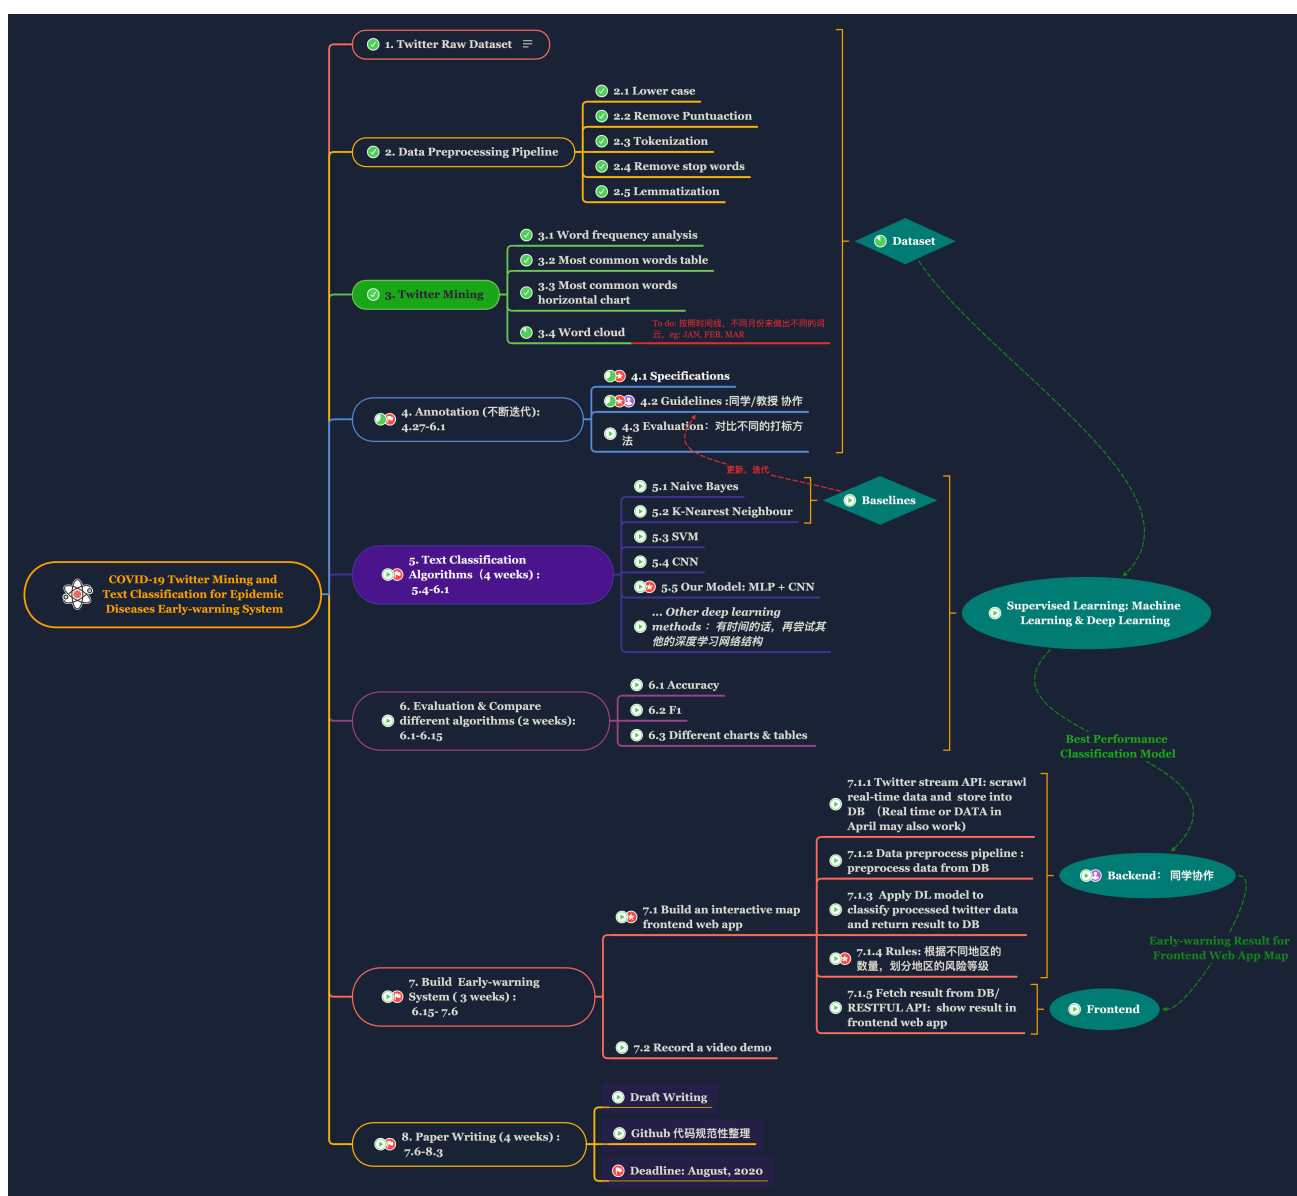 COVID-19 Twitter Mining and
Text Classification for Epidemic
Diseases Early-warning System
1. Twitter Raw Dataset
2. Data Preprocessing Pipeline
2.1 Lower case
2.2 Remove Puntuaction
2.3 Tokenization
2.4 Remove stop words
2.5 Lemmatization
3. Twitter Mining
3.1 Word frequency analysis
3.2 Most common words table
3.3 Most common words
horizontal chart
3.4 Word cloud
To do: 按照时间线，不同月份来做出不同的词
云，eg: JAN, FEB, MAR
4. Annotation (不断迭代):
4.27-6.1
4.1 Specifications
4.2 Guidelines :同学/教授 协作
4.3 Evaluation：对比不同的打标方
法
Dataset
更新，迭代
5. Text Classification
Algorithms（4 weeks) :
5.4-6.1
5.1 Naive Bayes
5.2 K-Nearest Neighbour
5.3 SVM
5.4 CNN
5.5 Our Model: MLP + CNN
... Other deep learning
methods： 有时间的话，再尝试其
他的深度学习网络结构
Baselines
6. Evaluation & Compare
different algorithms (2 weeks):
6.1-6.15
6.1 Accuracy
6.2 F1
6.3 Different charts & tables
Supervised Learning: Machine
Learning & Deep Learning
Best Performance
Classification Model
7. Build  Early-warning
System ( 3 weeks) :
6.15- 7.6
7.1 Build an interactive map
frontend web app
7.1.1 Twitter stream API: scrawl
real-time data and  store into
DB （Real time or DATA in
April may also work)
7.1.2 Data preprocess pipeline :
preprocess data from DB
7.1.3  Apply DL model to
classify processed twitter data
and return result to DB
7.1.4 Rules: 根据不同地区的
数量，划分地区的风险等级
7.1.5 Fetch result from DB/
RESTFUL API:  show result in
frontend web app
7.2 Record a video demo
Backend： 同学协作
Early-warning Result for
Frontend Web App Map
Frontend
8. Paper Writing (4 weeks) :
7.6-8.3
Draft Writing
Github 代码规范性整理
Deadline: August, 2020